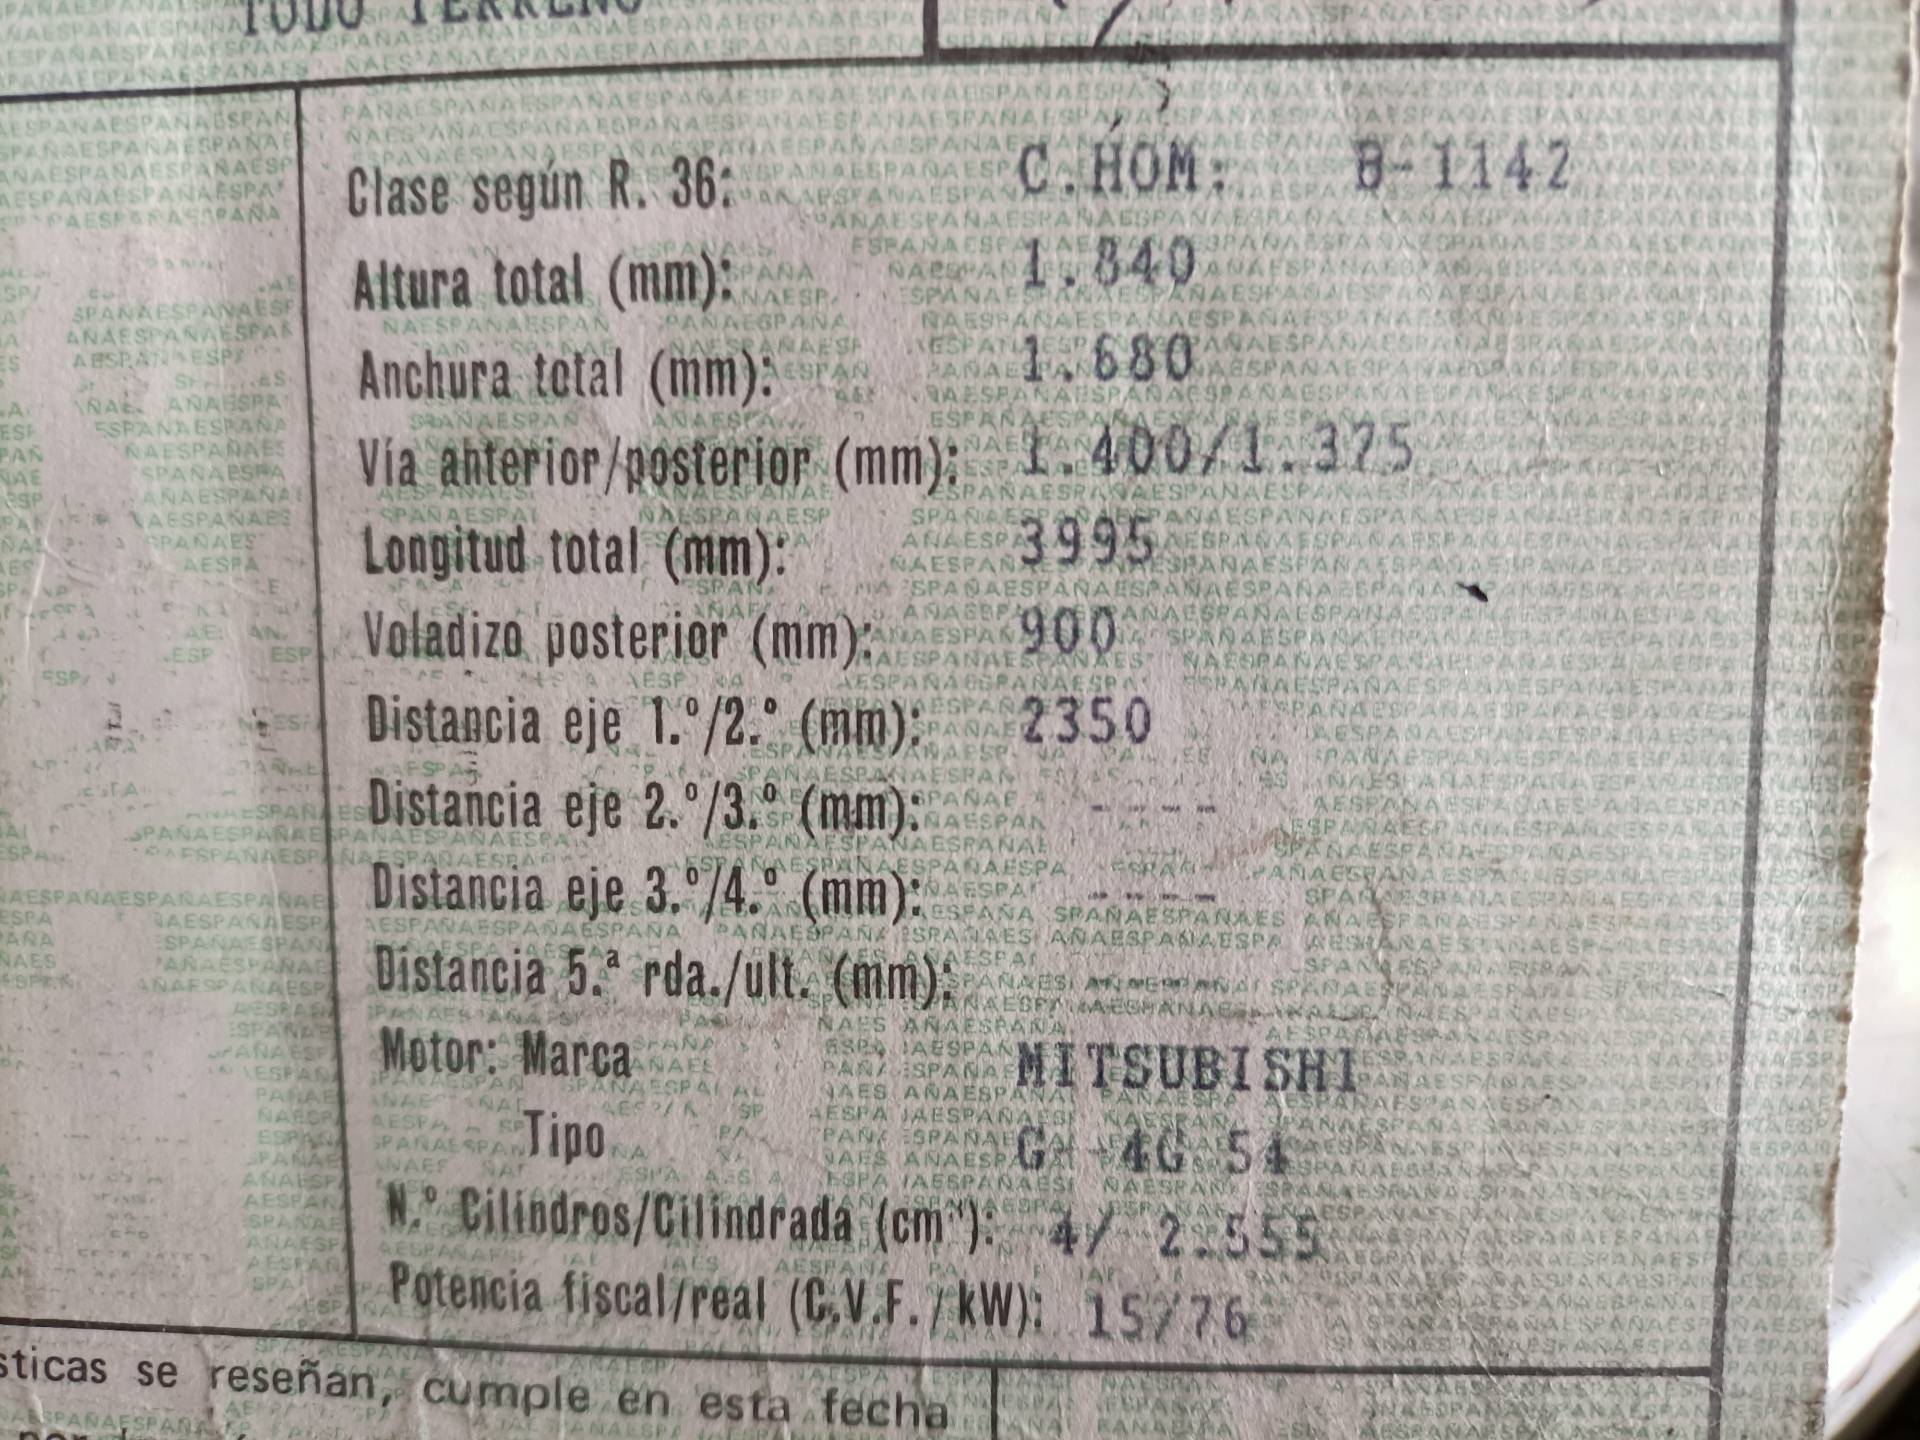 TODO TERRENO
Clase según R. 36: C.HOM: B-1142
Altura total (mm): 1.840
Anchura total (mm): 1.680
Vía anterior/posterior (mm): 1.400/1.375
Longitud total (mm): 3995
Voladizo posterior (mm): 900
Distancia eje 1.º/2.º (mm): 2350
Distancia eje 2.º/3.º (mm): ----
Distancia eje 3.º/4.º (mm): ----
Distancia 5.ª rda./ult. (mm): ----
Motor: Marca MITSUBISHI
Tipo G--4G 54
N.º Cilindros/Cilindrada (cm³): 4/ 2.555
Potencia fiscal/real (C.V.F./kW): 15/76
se reseñan, cumple en esta fecha